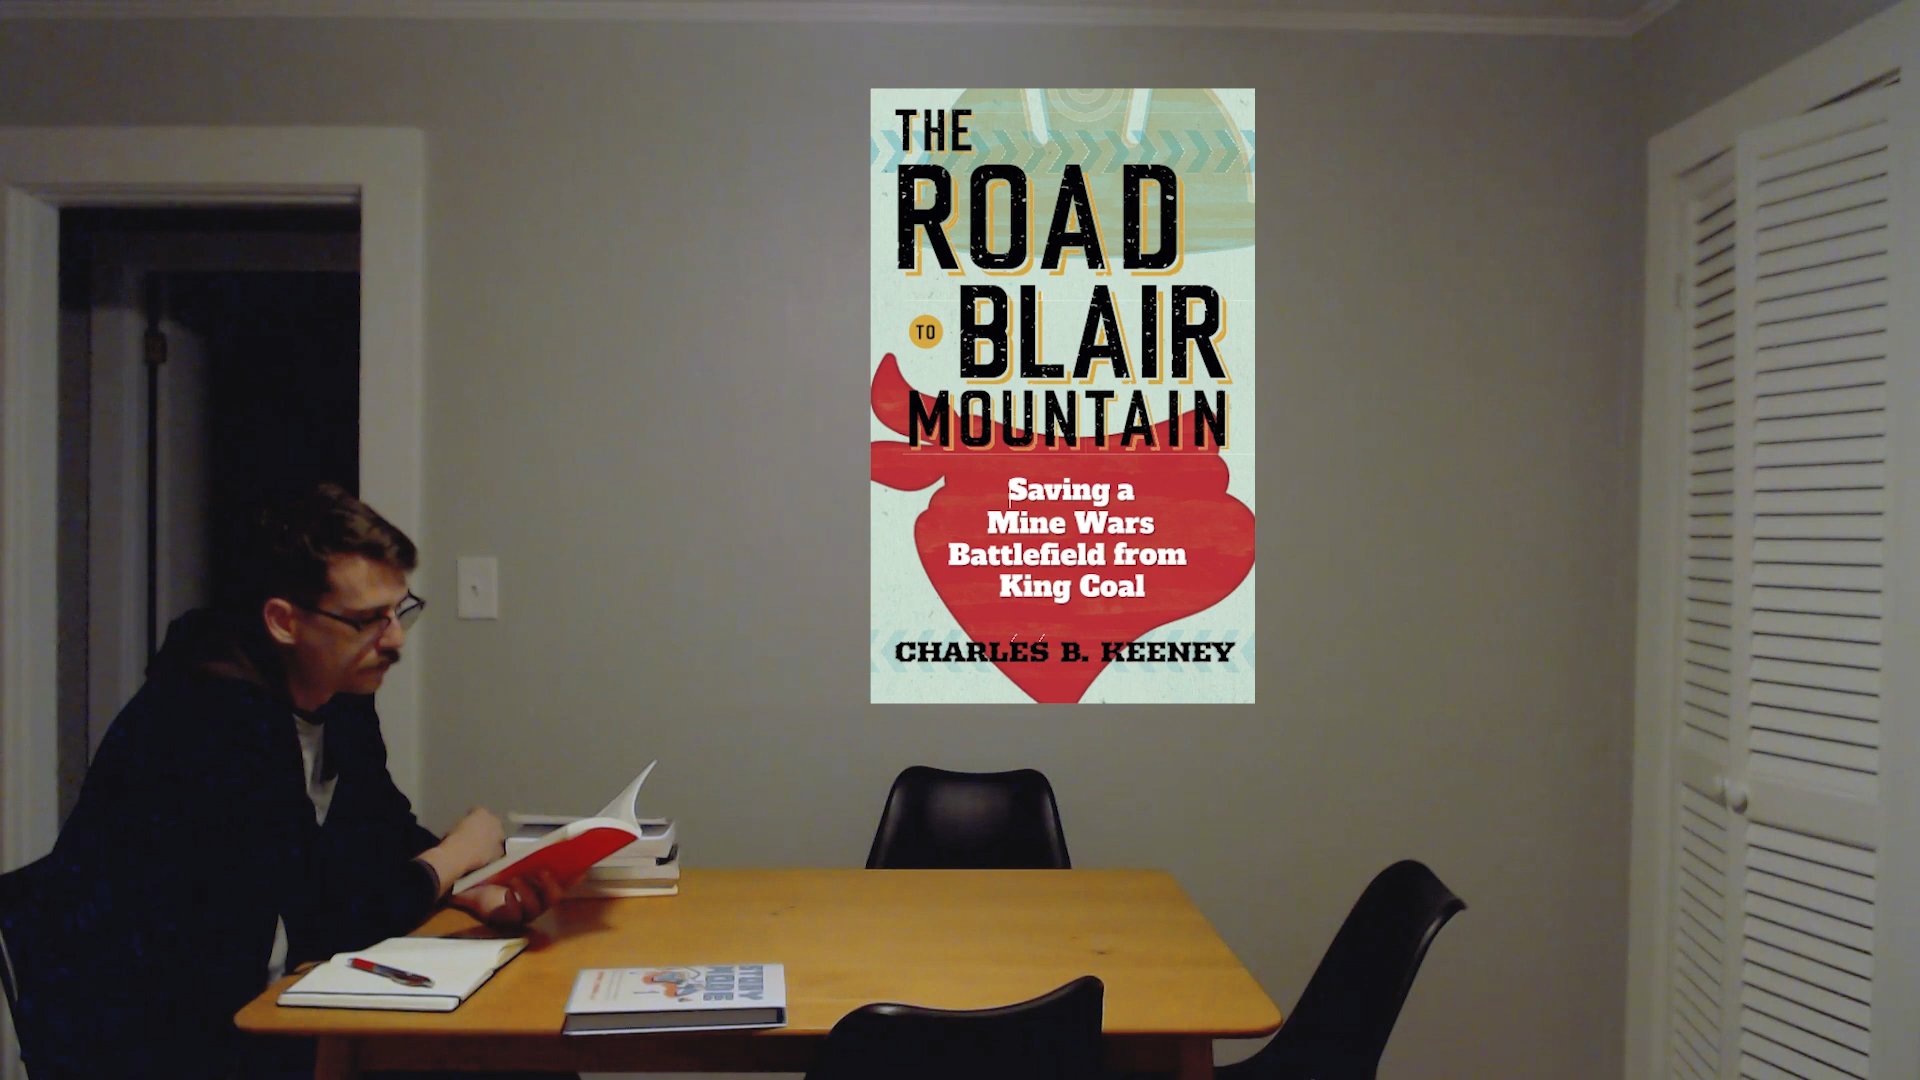 THE
ROAD
TO BLAIR
MOUNTAIN
Saving a
Mine Wars
Battlefield from
King Coal
CHARLES B. KEENEY